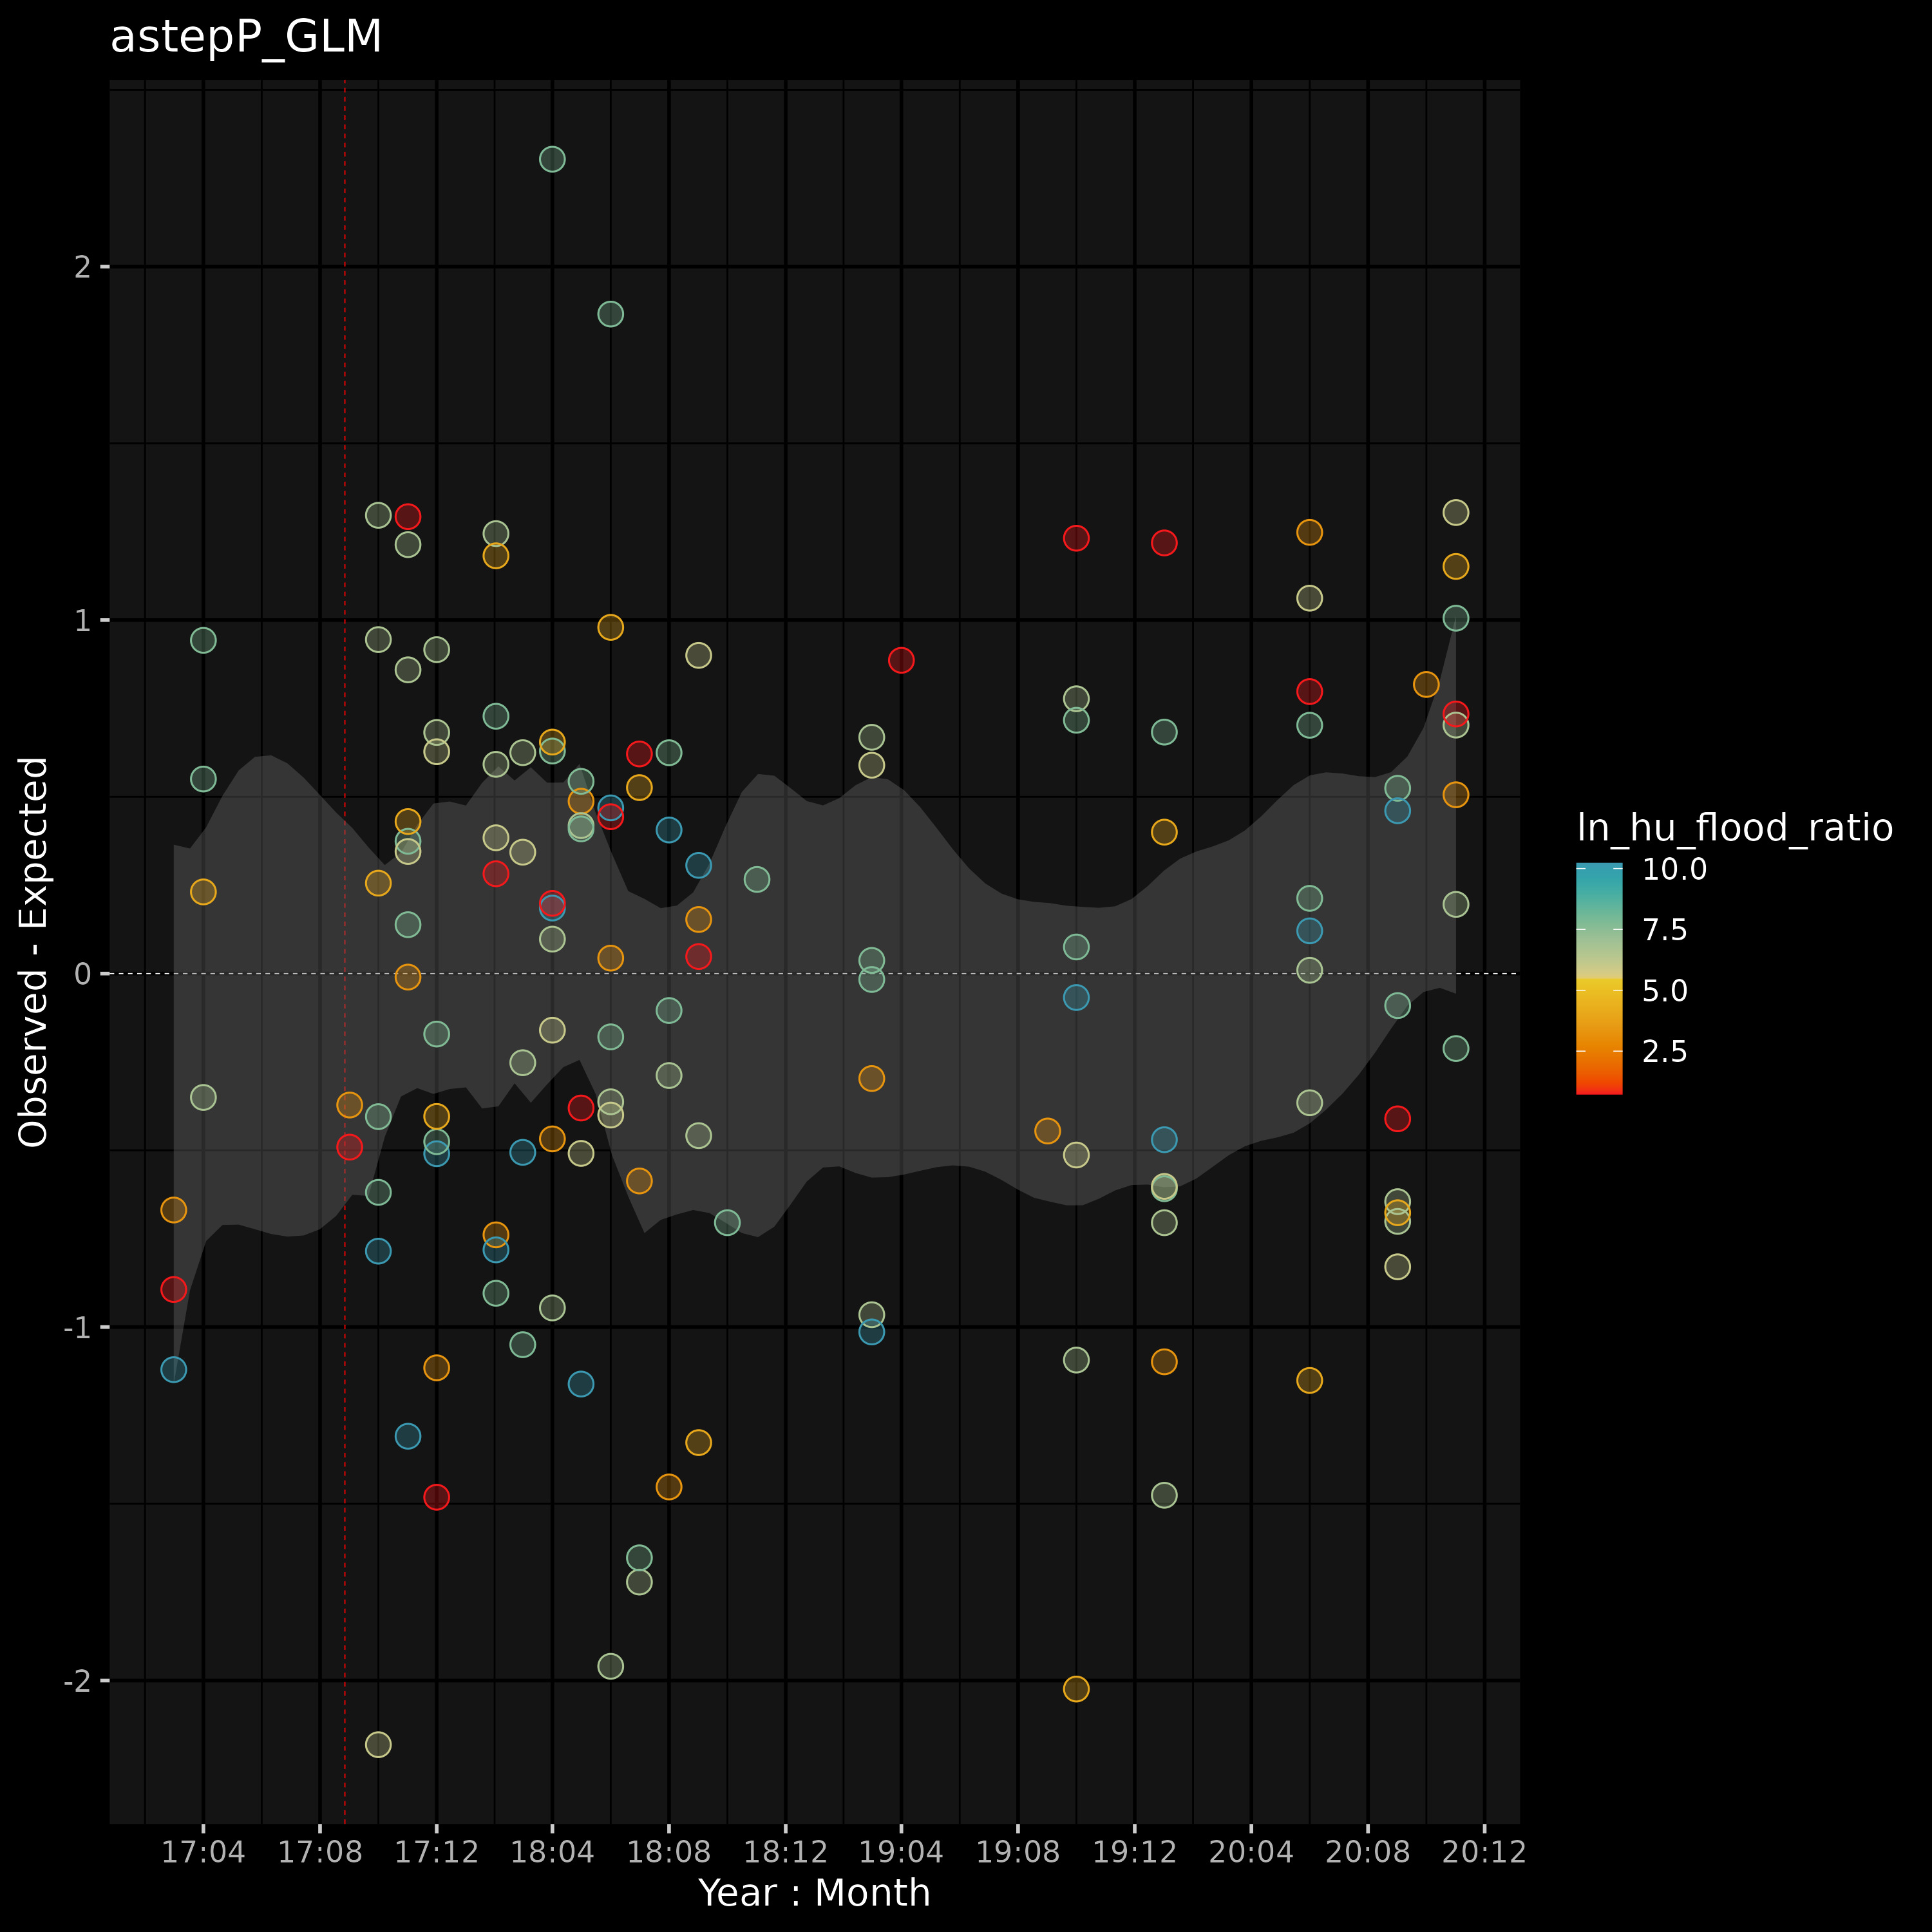 astepP_GLM
Observed - Expected
2
1
0
-1
-2
17:04 17:08 17:12 18:04 18:08 18:12 19:04 19:08 19:12 20:04 20:08 20:12
Year : Month
ln_hu_flood_ratio
10.0
7.5
5.0
2.5